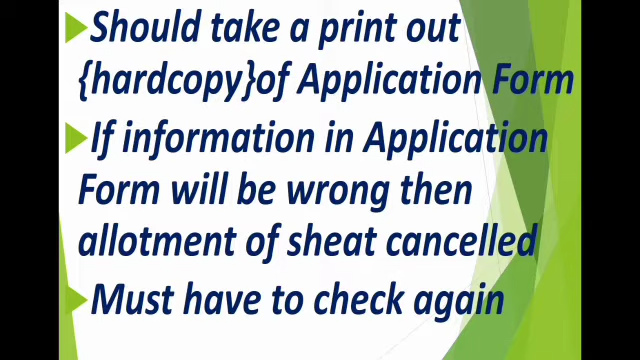 Should take a print out
{hardcopy}of Application Form
If information in Application
Form will be wrong then
allotment of sheat cancelled
Must have to check again